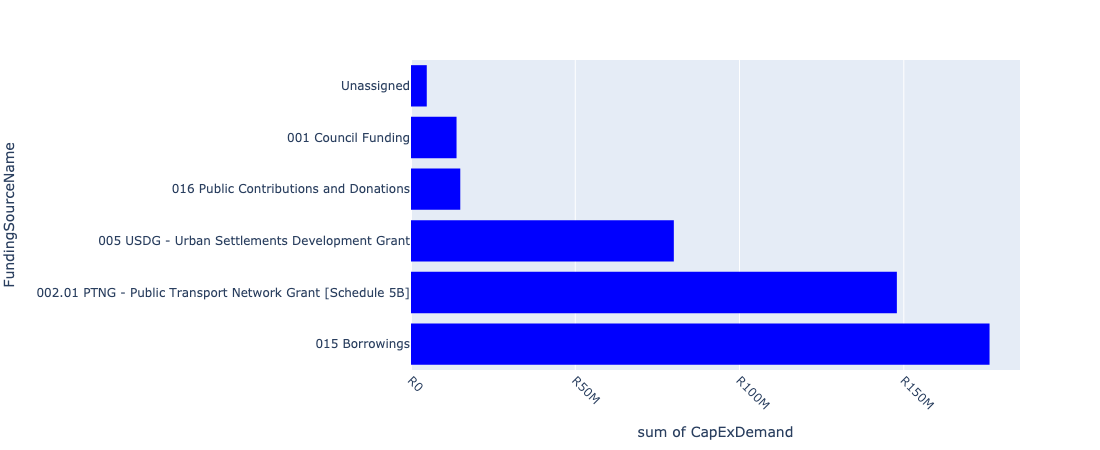 FundingSourceName
Unassigned
001 Council Funding
016 Public Contributions and Donations
005 USDG - Urban Settlements Development Grant
002.01 PTNG - Public Transport Network Grant [Schedule 5B]
015 Borrowings
R0
R50M
R100M
R150M
sum of CapExDemand